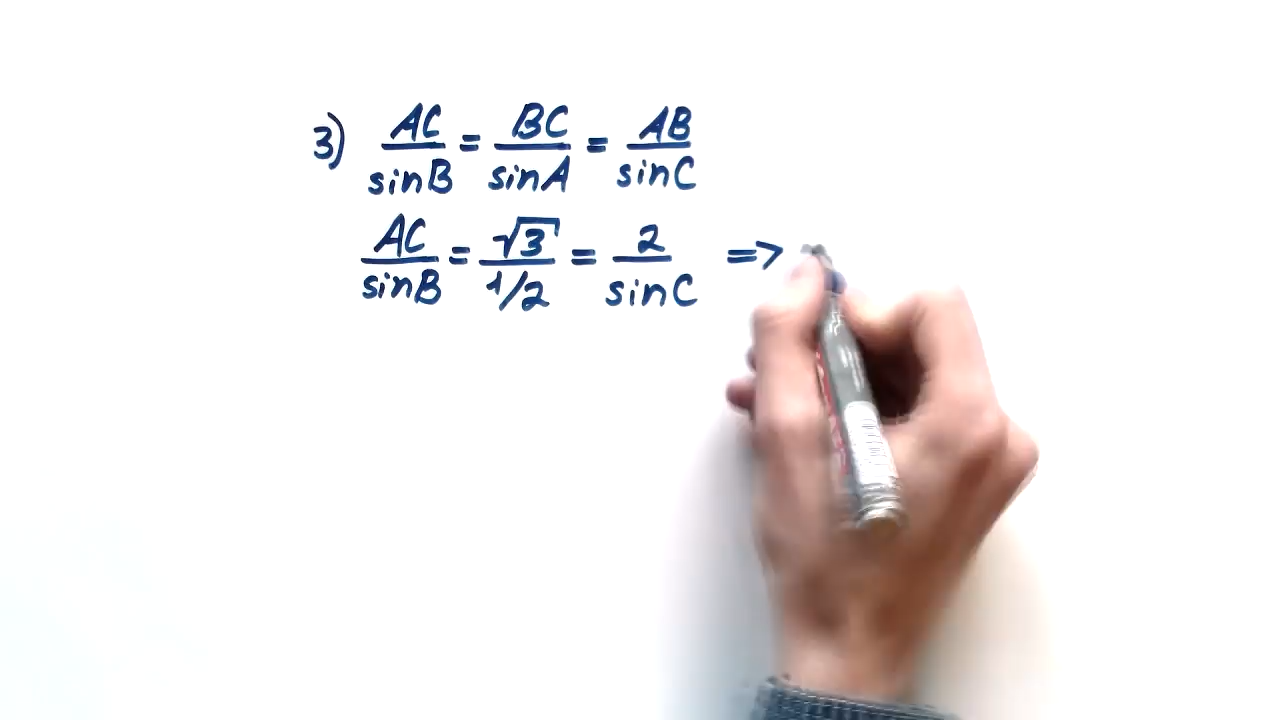 3) AC/sinB = BC/sinA = AB/sinC
AC/sinB = √3/1/2 = 2/sinC =>